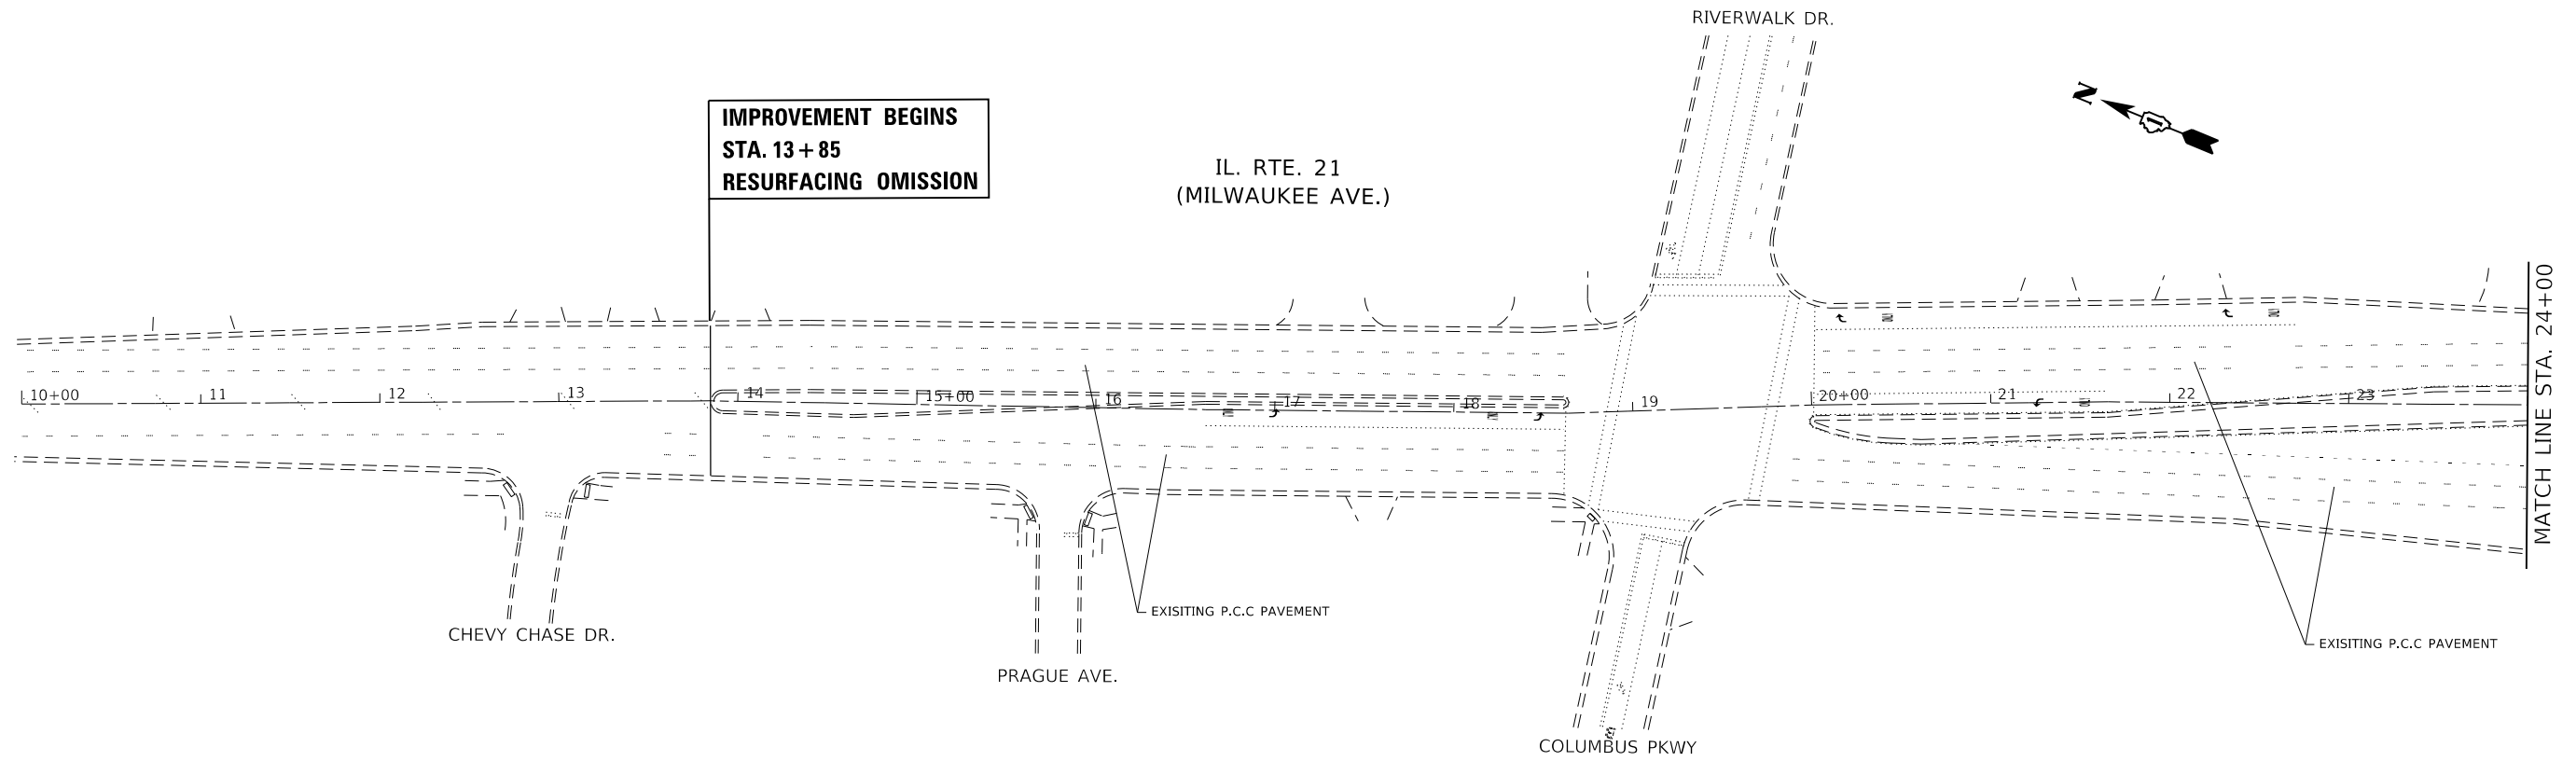 RIVERWALK DR.
N
IMPROVEMENT BEGINS
STA. 13+85
RESURFACING OMISSION
IL. RTE. 21
(MILWAUKEE AVE.)
10+00
11
12
13
14
15+00
16
17
18
19
20+00
21
22
23
MATCH LINE STA. 24+00
EXISITING P.C.C PAVEMENT
CHEVY CHASE DR.
EXISITING P.C.C PAVEMENT
PRAGUE AVE.
COLUMBUS PKWY